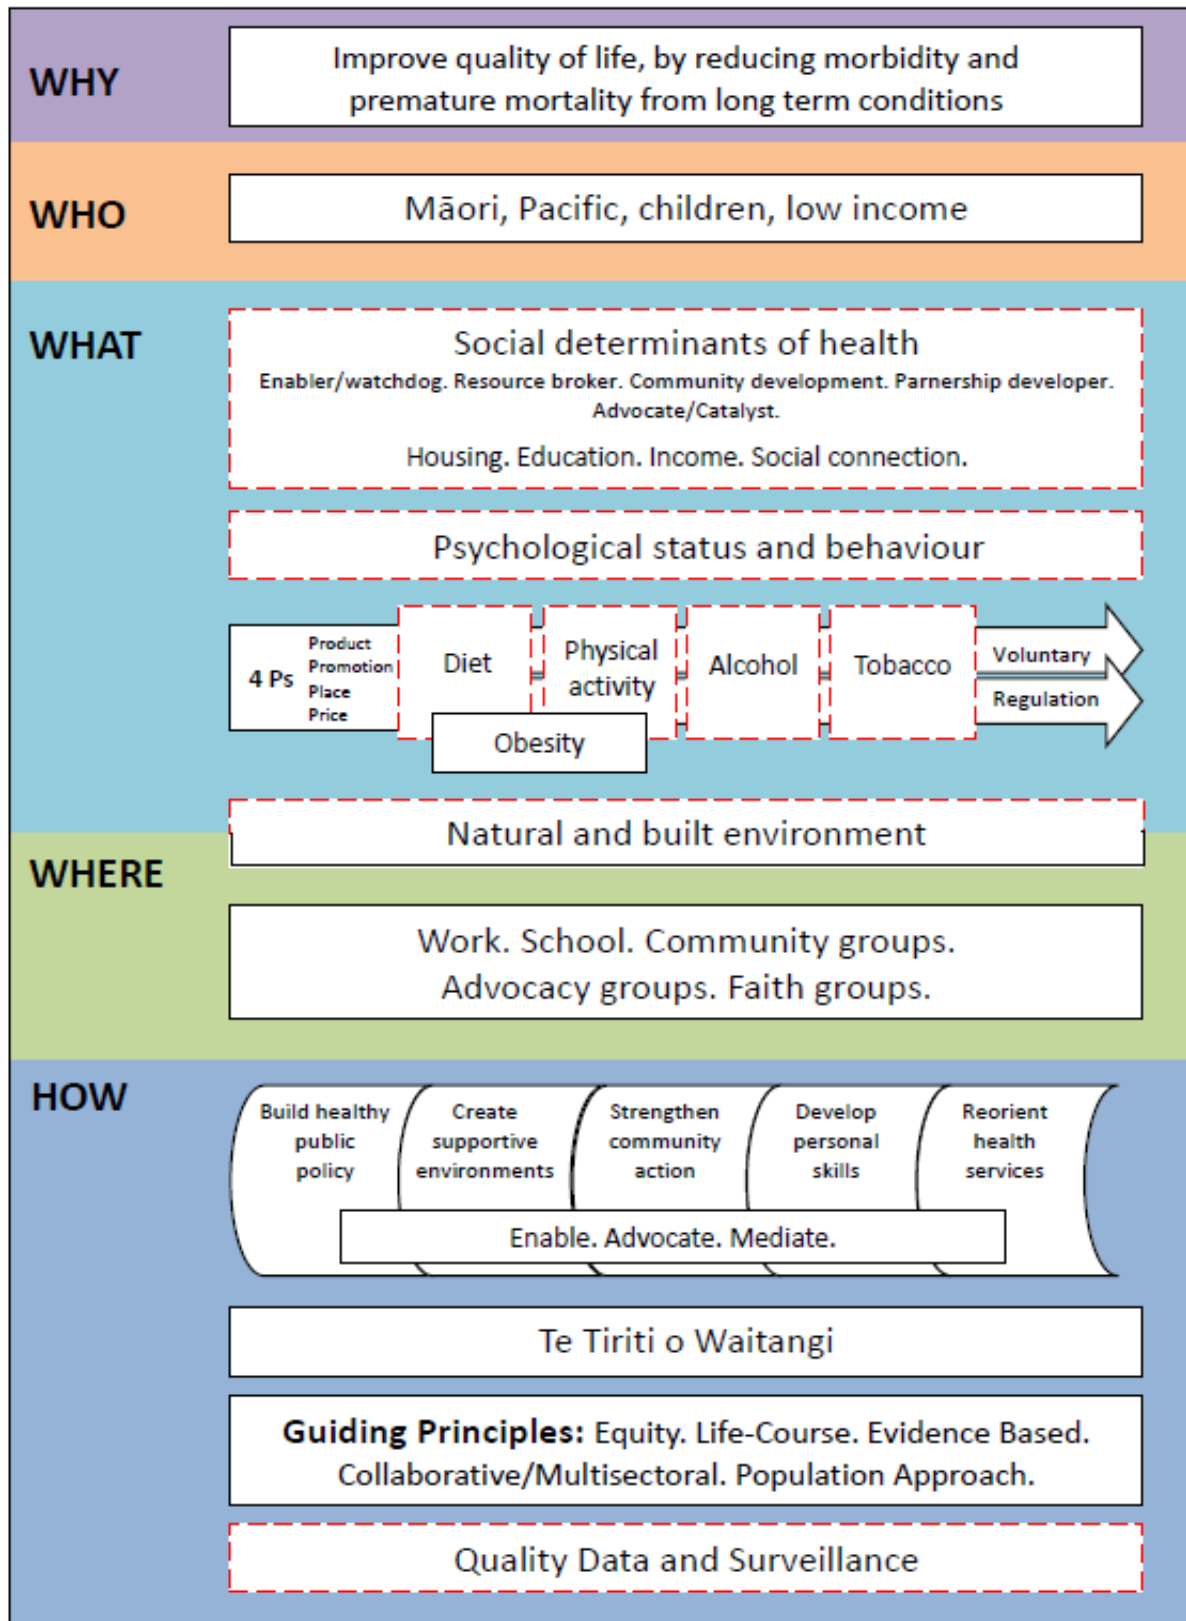 WHY
Improve quality of life, by reducing morbidity and
premature mortality from long term conditions
WHO
Māori, Pacific, children, low income
WHAT
Social determinants of health
Enabler/watchdog. Resource broker. Community development. Parnership developer.
Advocate/Catalyst.
Housing. Education. Income. Social connection.
Psychological status and behaviour
4 Ps
Product
Promotion
Place
Price
Diet
Physical
activity
Obesity
Alcohol
Tobacco
Voluntary
Regulation
Natural and built environment
WHERE
Work. School. Community groups.
Advocacy groups. Faith groups.
HOW
Build healthy
public
policy
Create
supportive
environments
Strengthen
community
action
Develop
personal
skills
Reorient
health
services
Enable. Advocate. Mediate.
Te Tiriti o Waitangi
Guiding Principles: Equity. Life-Course. Evidence Based.
Collaborative/Multisectoral. Population Approach.
Quality Data and Surveillance